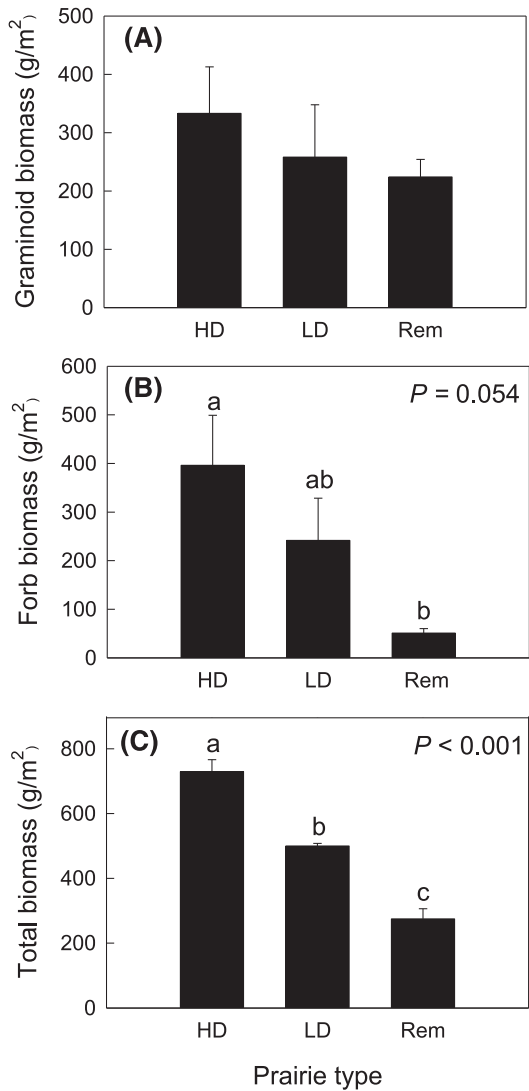 (A)
Graminoid biomass (g/m²)
500
400
300
200
100
0
HD LD Rem
(B)
P = 0.054
Forb biomass (g/m²)
600
500
400
300
200
100
0
a
ab
b
HD LD Rem
(C)
P < 0.001
Total biomass (g/m²)
800
600
400
200
0
a
b
c
HD LD Rem
Prairie type